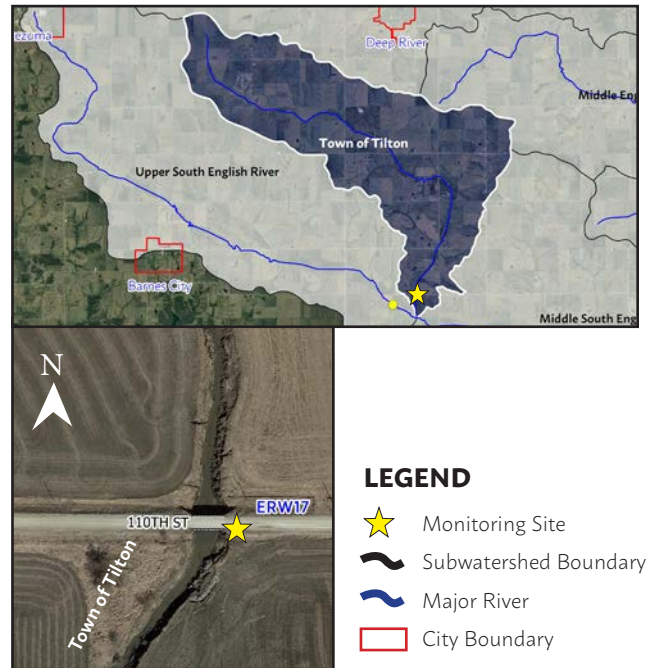 ezuma
Deep River
Middle Eng
Town of Tilton
Upper South English River
Barnes City
Middle South Eng
N
ERW17
110TH ST
Town of Tilton
LEGEND
Monitoring Site
Subwatershed Boundary
Major River
City Boundary